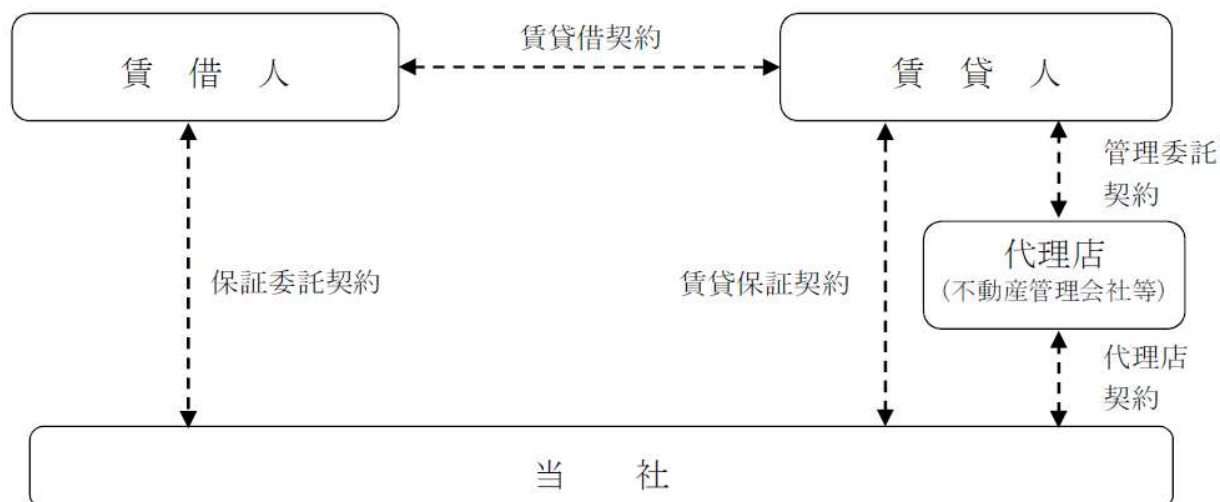 賃貸借契約
賃　借　人
賃　貸　人
管理委託
契約
代理店
(不動産管理会社等)
保証委託契約
賃貸保証契約
代理店
契約
当　　社